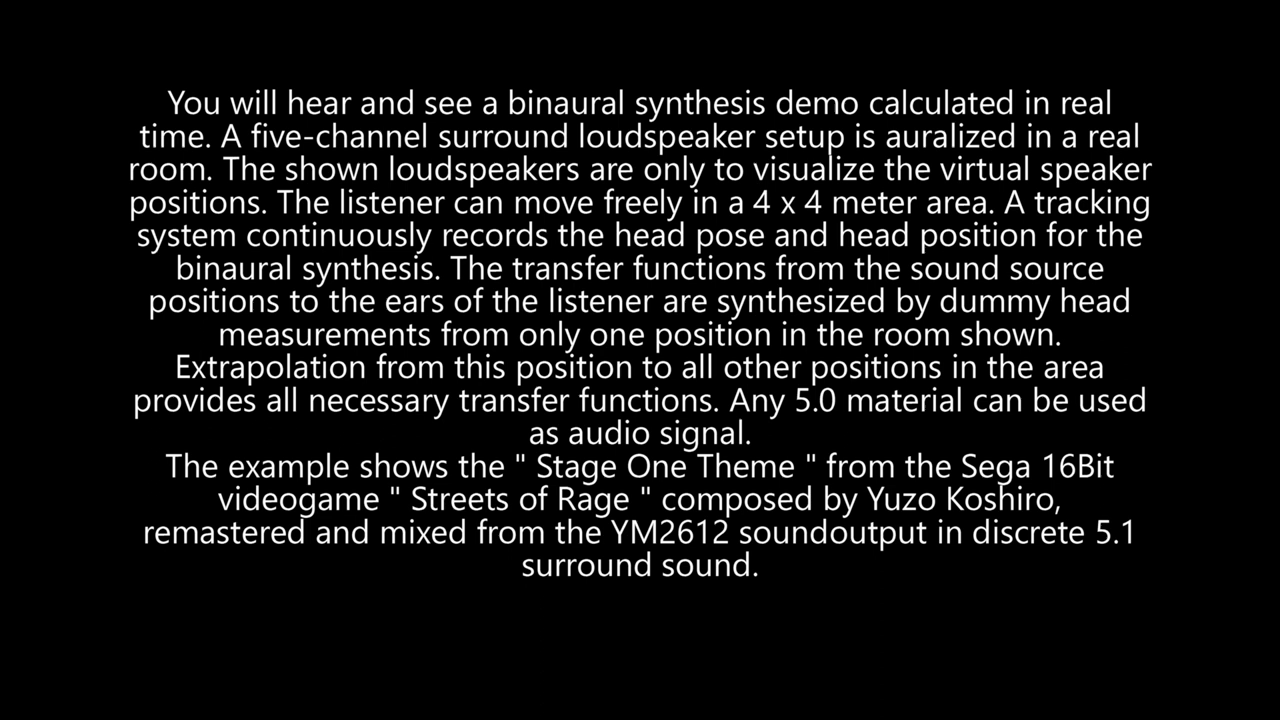 You will hear and see a binaural synthesis demo calculated in real
time. A five-channel surround loudspeaker setup is auralized in a real
room. The shown loudspeakers are only to visualize the virtual speaker
positions. The listener can move freely in a 4 x 4 meter area. A tracking
system continuously records the head pose and head position for the
binaural synthesis. The transfer functions from the sound source
positions to the ears of the listener are synthesized by dummy head
measurements from only one position in the room shown.
Extrapolation from this position to all other positions in the area
provides all necessary transfer functions. Any 5.0 material can be used
as audio signal.
The example shows the " Stage One Theme " from the Sega 16Bit
videogame " Streets of Rage " composed by Yuzo Koshiro,
remastered and mixed from the YM2612 soundoutput in discrete 5.1
surround sound.